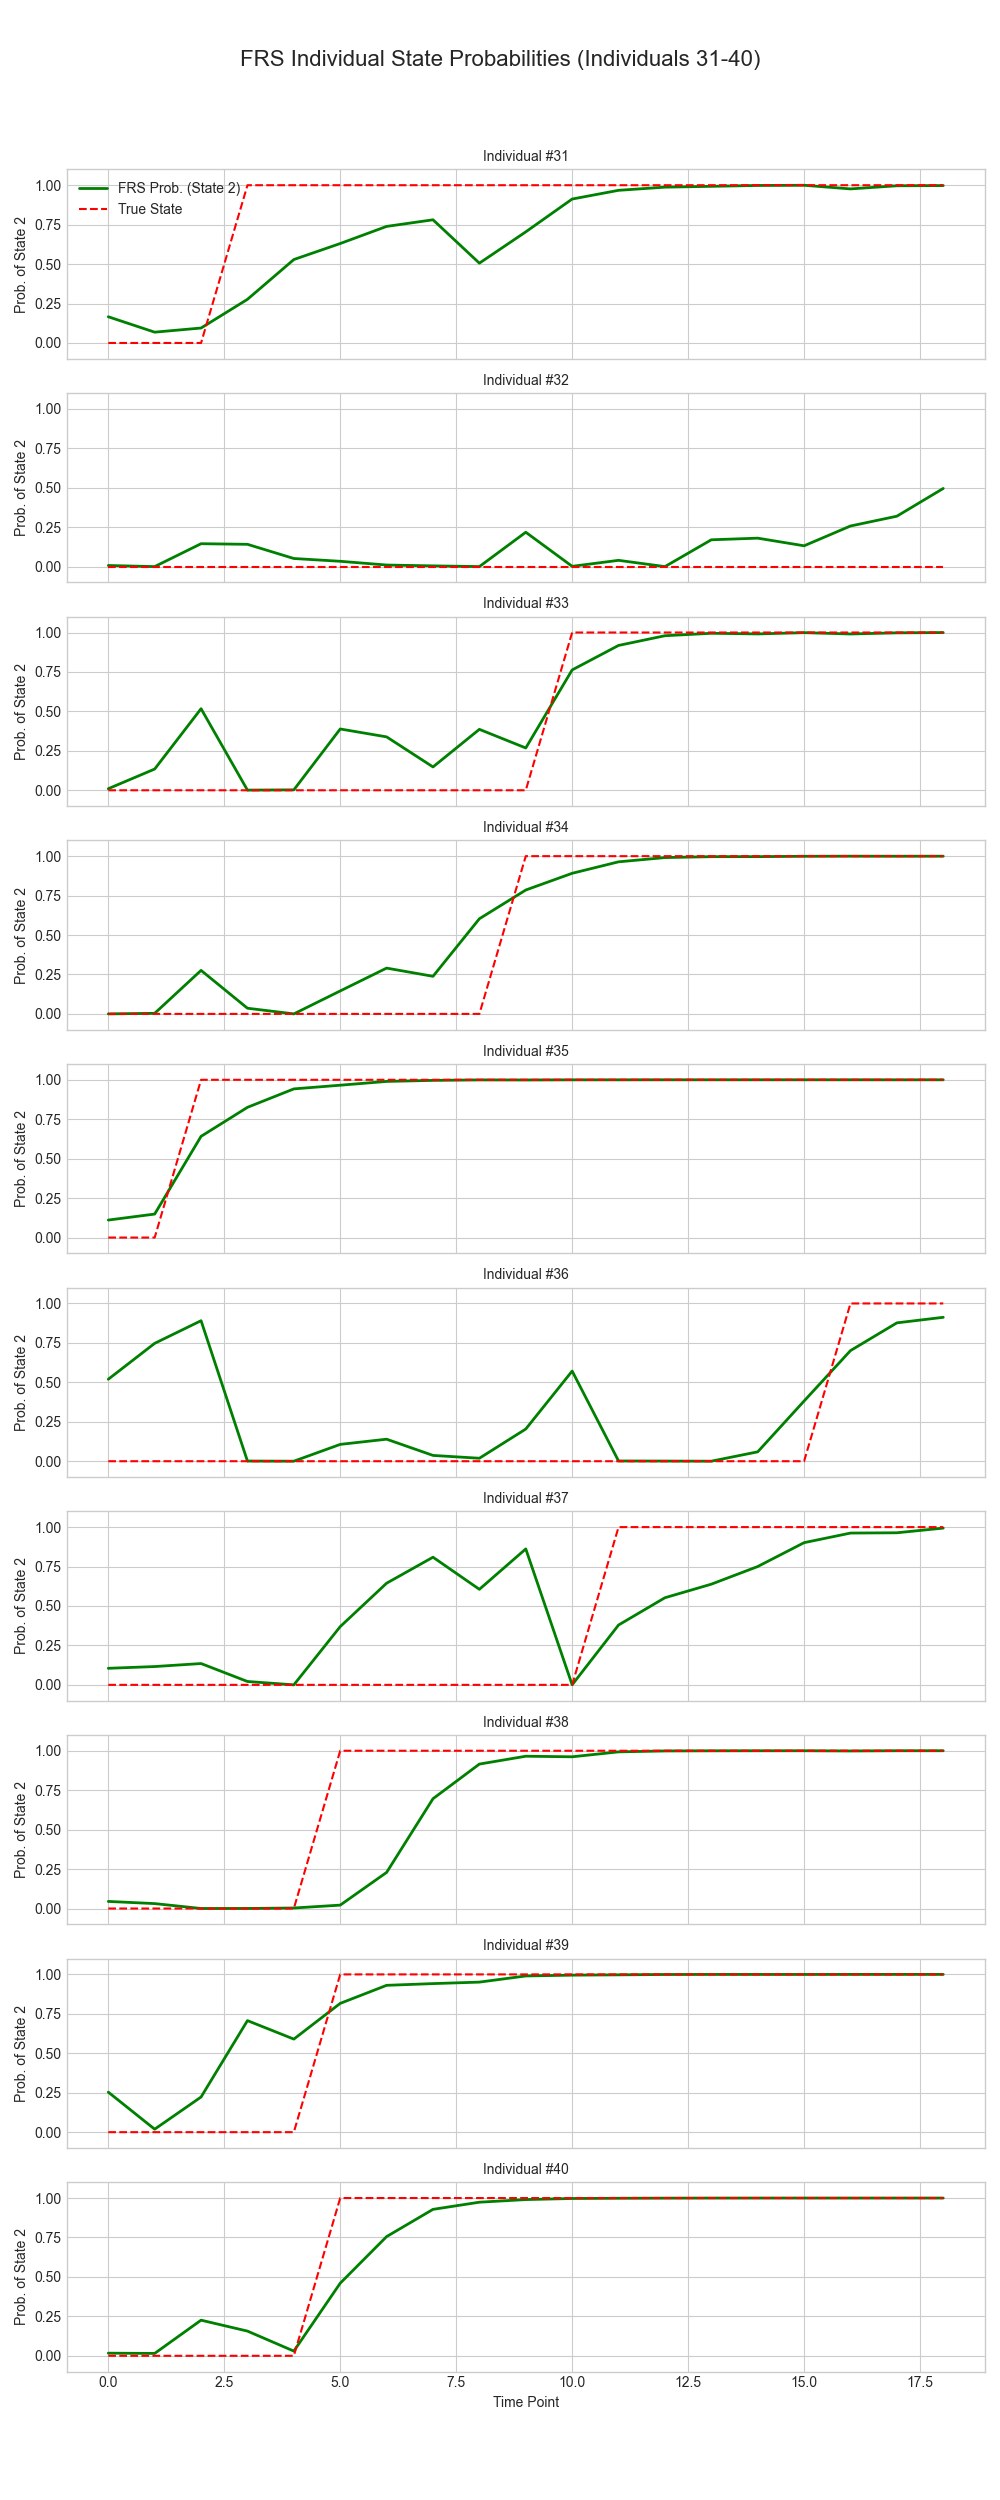 FRS Individual State Probabilities (Individuals 31-40)
Individual #31
FRS Prob. (State 2)
True State
Prob. of State 2
1.00
0.75
0.50
0.25
0.00
Individual #32
Prob. of State 2
1.00
0.75
0.50
0.25
0.00
Individual #33
Prob. of State 2
1.00
0.75
0.50
0.25
0.00
Individual #34
Prob. of State 2
1.00
0.75
0.50
0.25
0.00
Individual #35
Prob. of State 2
1.00
0.75
0.50
0.25
0.00
Individual #36
Prob. of State 2
1.00
0.75
0.50
0.25
0.00
Individual #37
Prob. of State 2
1.00
0.75
0.50
0.25
0.00
Individual #38
Prob. of State 2
1.00
0.75
0.50
0.25
0.00
Individual #39
Prob. of State 2
1.00
0.75
0.50
0.25
0.00
Individual #40
Prob. of State 2
1.00
0.75
0.50
0.25
0.00
0.0 2.5 5.0 7.5 10.0 12.5 15.0 17.5
Time Point